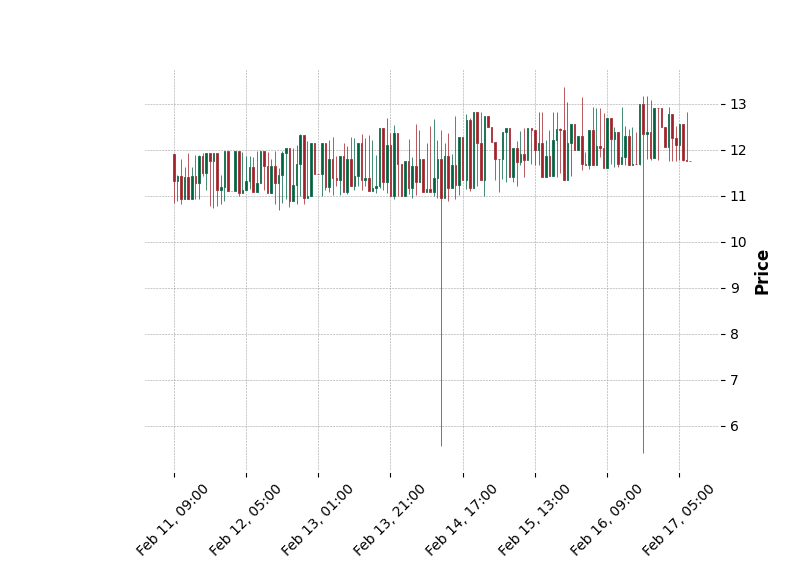 13
12
11
10
9
8
7
6
Price
Feb 11, 09:00
Feb 12, 05:00
Feb 13, 01:00
Feb 13, 21:00
Feb 14, 17:00
Feb 15, 13:00
Feb 16, 09:00
Feb 17, 05:00